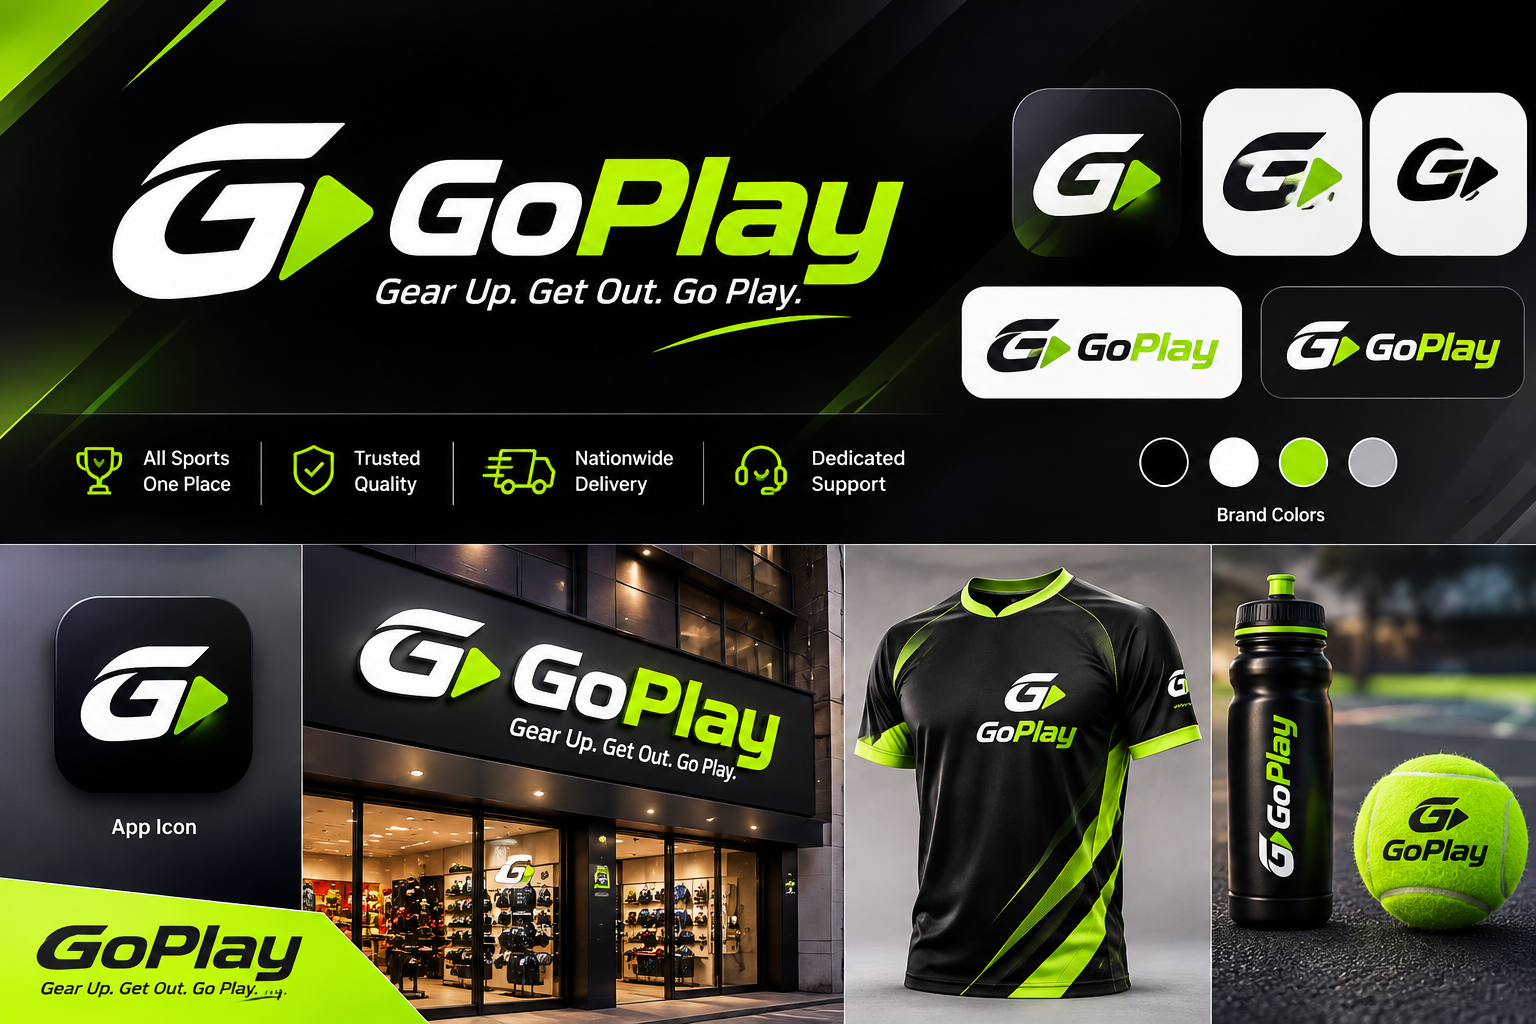 GoPlay
Gear Up. Get Out. Go Play.
GoPlay
GoPlay
All Sports
One Place
Trusted
Quality
Nationwide
Delivery
Dedicated
Support
Brand Colors
App Icon
GoPlay
Gear Up. Get Out. Go Play.
GoPlay
Gear Up. Get Out. Go Play.
GoPlay
GoPlay
GoPlay